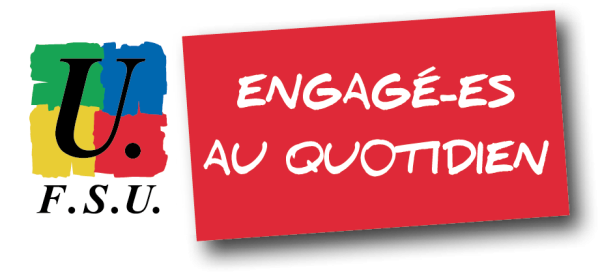 U.
F.S.U.
ENGAGÉ-ES
AU QUOTIDIEN